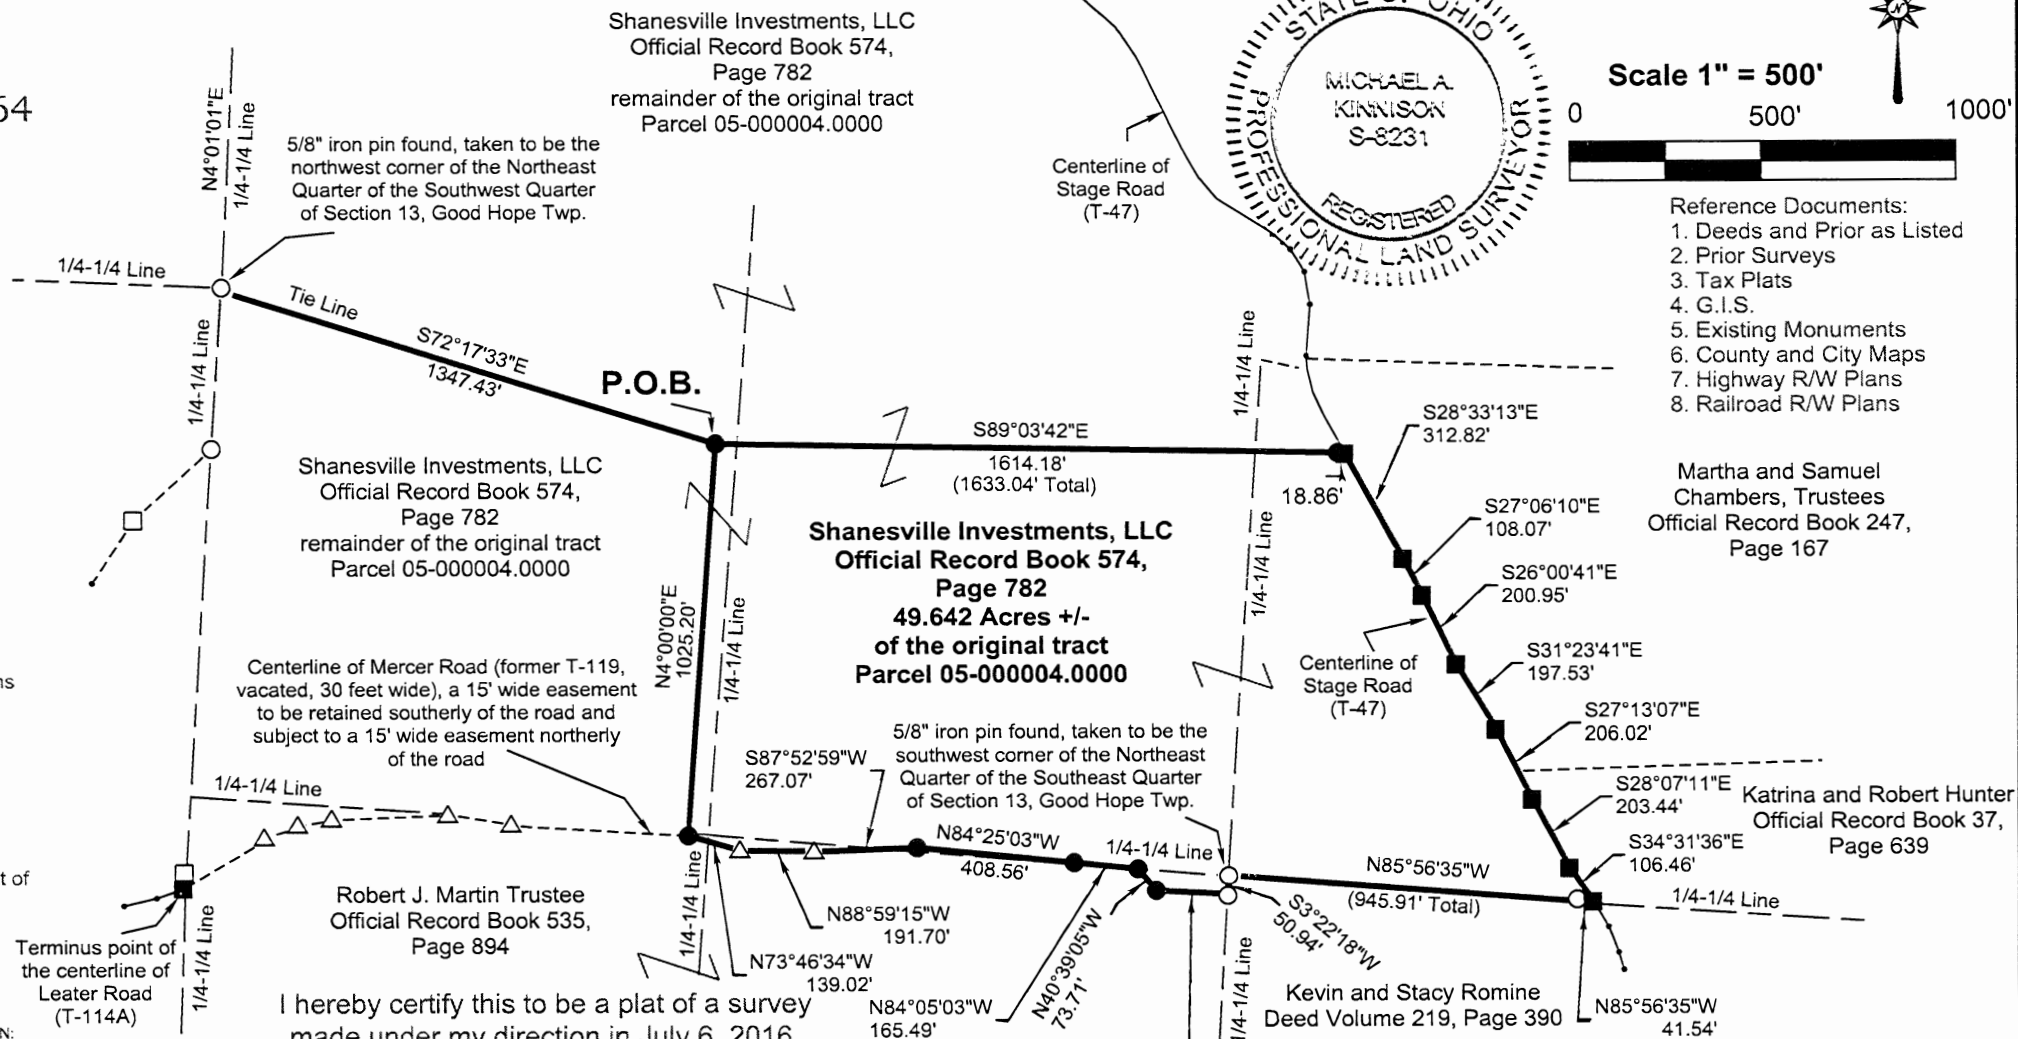 Shanesville Investments, LLC
Official Record Book 574,
Page 782
remainder of the original tract
Parcel 05-000004.0000
STATE OF OHIO
MICHAEL A.
KINNISON
S-8231
REGISTERED
PROFESSIONAL LAND SURVEYOR
N
Scale 1" = 500'
0
500'
1000'
64
N4°01'01"E
1/4-1/4 Line
5/8" iron pin found, taken to be the
northwest corner of the Northeast
Quarter of the Southwest Quarter
of Section 13, Good Hope Twp.
Centerline of
Stage Road
(T-47)
Reference Documents:
1. Deeds and Prior as Listed
2. Prior Surveys
3. Tax Plats
4. G.I.S.
5. Existing Monuments
6. County and City Maps
7. Highway R/W Plans
8. Railroad R/W Plans
1/4-1/4 Line
Tie Line
S72°17'33"E
1347.43'
1/4-1/4 Line
P.O.B.
1/4-1/4 Line
S89°03'42"E
1614.18'
(1633.04' Total)
18.86'
S28°33'13"E
312.82'
S27°06'10"E
108.07'
S26°00'41"E
200.95'
S31°23'41"E
197.53'
S27°13'07"E
206.02'
S28°07'11"E
203.44'
S34°31'36"E
106.46'
Martha and Samuel
Chambers, Trustees
Official Record Book 247,
Page 167
Shanesville Investments, LLC
Official Record Book 574,
Page 782
remainder of the original tract
Parcel 05-000004.0000
Shanesville Investments, LLC
Official Record Book 574,
Page 782
49.642 Acres +/-
of the original tract
Parcel 05-000004.0000
1/4-1/4 Line
N4°00'00"E
1025.20'
1/4-1/4 Line
Centerline of
Stage Road
(T-47)
ns
Centerline of Mercer Road (former T-119,
vacated, 30 feet wide), a 15' wide easement
to be retained southerly of the road and
subject to a 15' wide easement northerly
of the road
S87°52'59"W
267.07'
5/8" iron pin found, taken to be the
southwest corner of the Northeast
Quarter of the Southeast Quarter
of Section 13, Good Hope Twp.
Katrina and Robert Hunter
Official Record Book 37,
Page 639
1/4-1/4 Line
N84°25'03"W
408.56'
1/4-1/4 Line
N85°56'35"W
(945.91' Total)
1/4-1/4 Line
t of
Robert J. Martin Trustee
Official Record Book 535,
Page 894
1/4-1/4 Line
N88°59'15"W
191.70'
N73°46'34"W
139.02'
N84°05'03"W
165.49'
N40°39'05"W
73.71'
S3°22'18"W
50.94'
1/4-1/4 Line
Kevin and Stacy Romine
Deed Volume 219, Page 390
N85°56'35"W
41.54'
Terminus point of
the centerline of
Leater Road
(T-114A)
1/4-1/4 Line
N:
I hereby certify this to be a plat of a survey
made under my direction in July 6, 2016